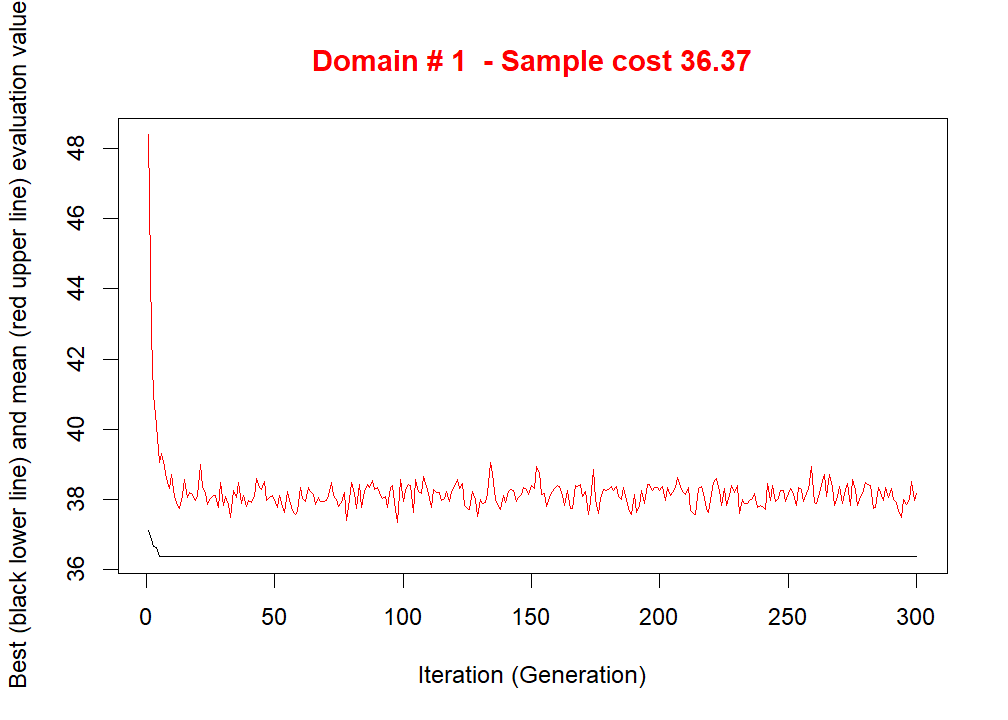 Domain # 1  - Sample cost 36.37
Best (black lower line) and mean (red upper line) evaluation value
48
46
44
42
40
38
36
0 50 100 150 200 250 300
Iteration (Generation)